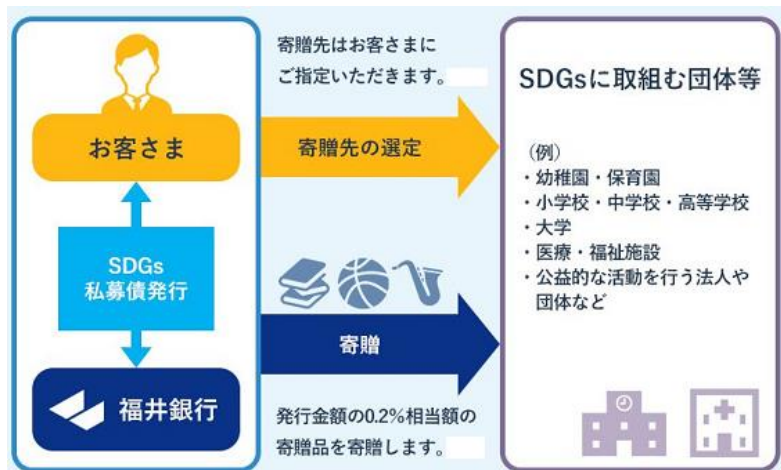 お客さま
SDGs
私募債発行
福井銀行
寄贈先はお客さまに
ご指定いただきます。
寄贈先の選定
寄贈
発行金額の0.2%相当額の
寄贈品を寄贈します。
SDGsに取組む団体等
（例）
・幼稚園・保育園
・小学校・中学校・高等学校
・大学
・医療・福祉施設
・公益的な活動を行う法人や
団体など